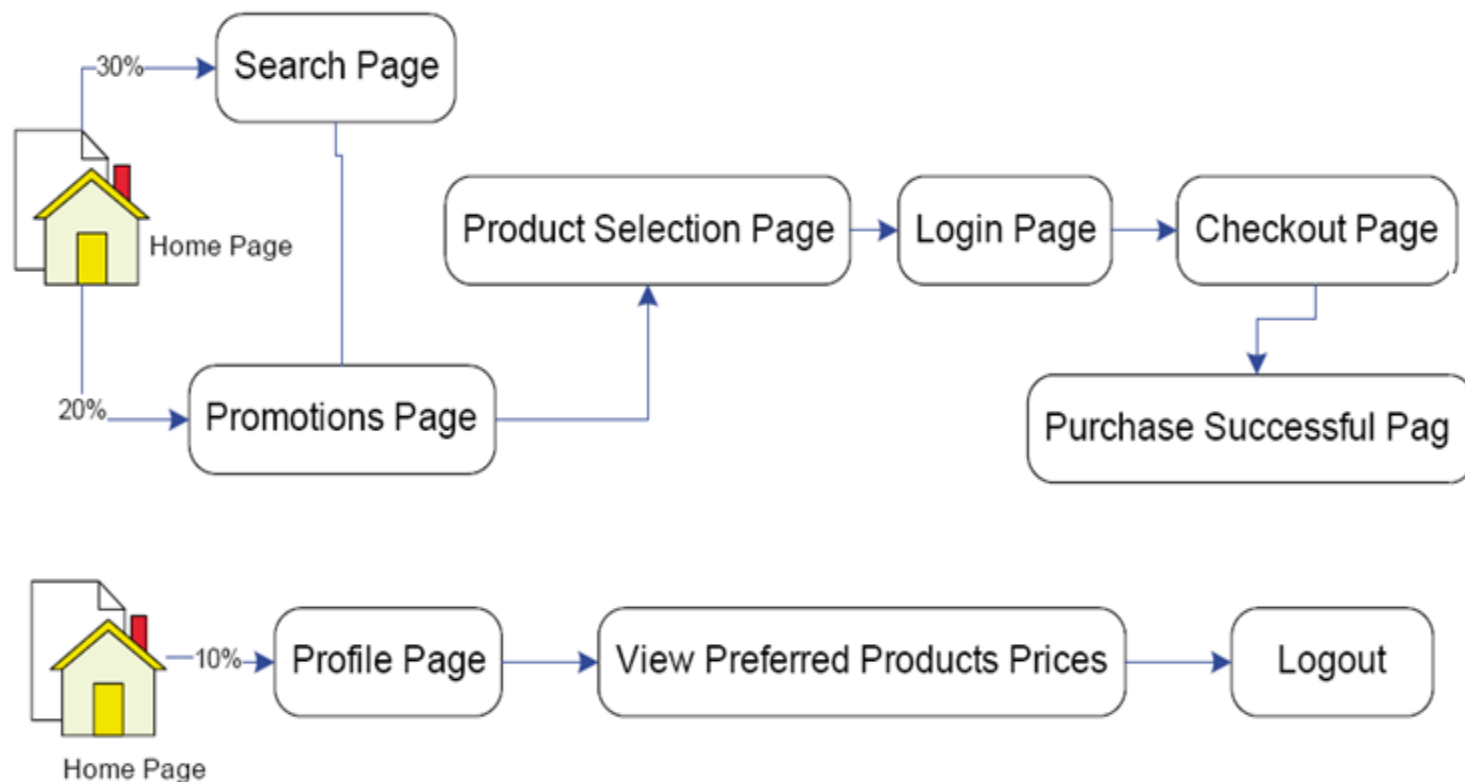 30%
Search Page
Home Page
Product Selection Page
Login Page
Checkout Page
20%
Promotions Page
Purchase Successful Pag
10%
Profile Page
View Preferred Products Prices
Logout
Home Page